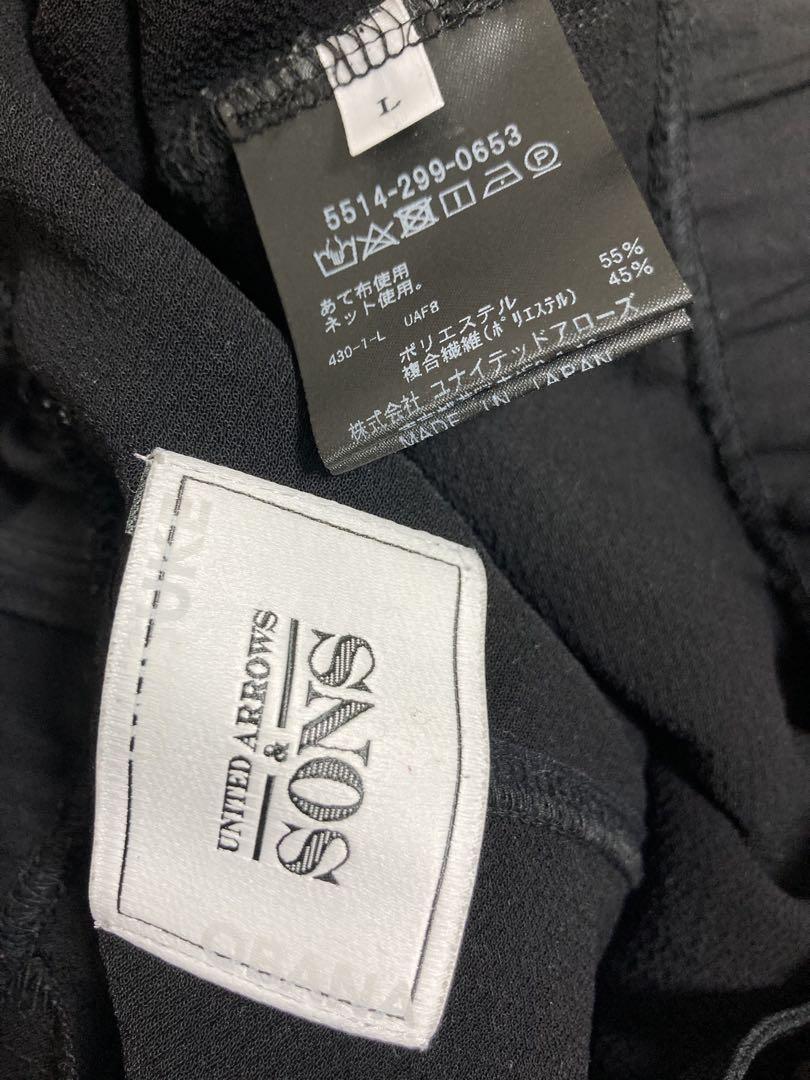 L
5514-299-0653
あて布使用
ネット使用。
430-1-L UAF8
ポリエステル 55%
複合繊維(ポリエステル) 45%
株式会社 ユナイテッドアローズ
MADE IN JAPAN
UNITED ARROWS
&
SONS
OBANA